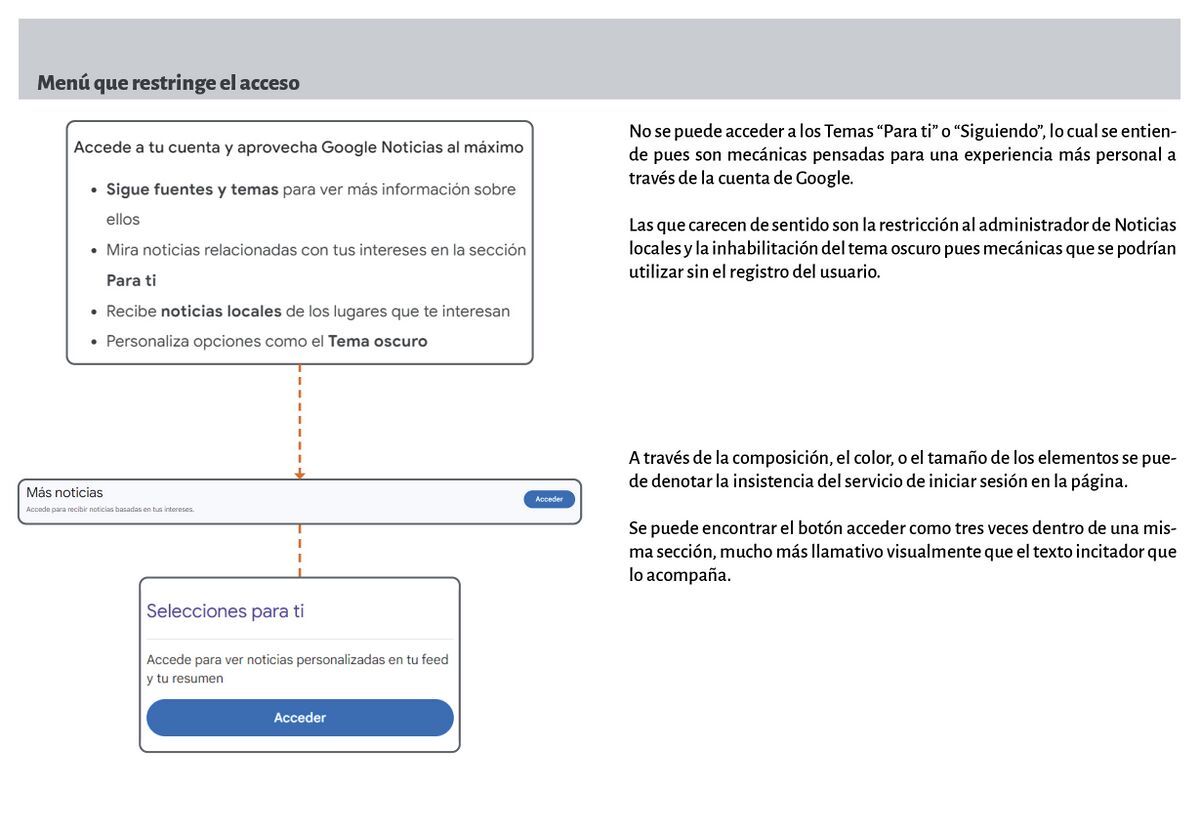 Menú que restringe el acceso
Accede a tu cuenta y aprovecha Google Noticias al máximo
• Sigue fuentes y temas para ver más información sobre
ellos
• Mira noticias relacionadas con tus intereses en la sección
Para ti
• Recibe noticias locales de los lugares que te interesan
• Personaliza opciones como el Tema oscuro
No se puede acceder a los Temas “Para ti” o “Siguiendo”, lo cual se entien-
de pues son mecánicas pensadas para una experiencia más personal a
través de la cuenta de Google.
Las que carecen de sentido son la restricción al administrador de Noticias
locales y la inhabilitación del tema oscuro pues mecánicas que se podrían
utilizar sin el registro del usuario.
Más noticias
Accede para recibir noticias basadas en tus intereses.
Acceder
Selecciones para ti
Accede para ver noticias personalizadas en tu feed
y tu resumen
Acceder
A través de la composición, el color, o el tamaño de los elementos se pue-
de denotar la insistencia del servicio de iniciar sesión en la página.
Se puede encontrar el botón acceder como tres veces dentro de una mis-
ma sección, mucho más llamativo visualmente que el texto incitador que
lo acompaña.